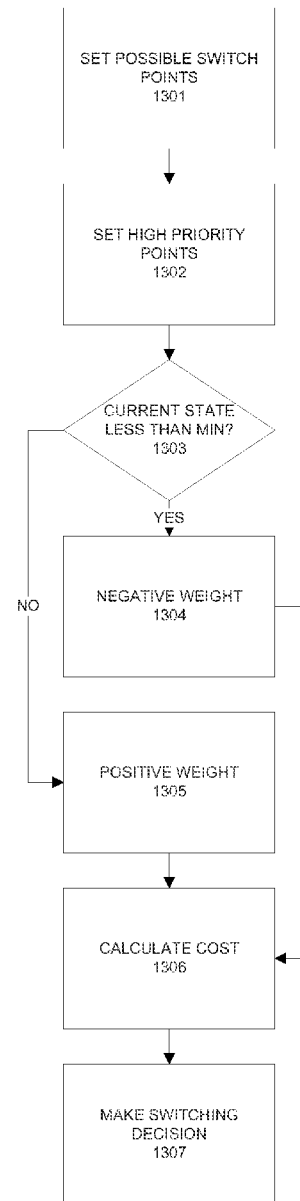 SET POSSIBLE SWITCH
POINTS
1301
SET HIGH PRIORITY
POINTS
1302
CURRENT STATE
LESS THAN MIN?
1303
YES
NEGATIVE WEIGHT
1304
NO
POSITIVE WEIGHT
1305
CALCULATE COST
1306
MAKE SWITCHING
DECISION
1307